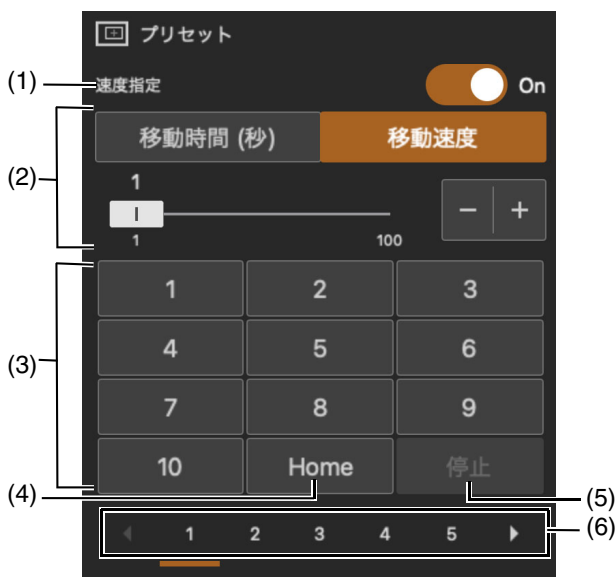 プリセット
(1) 速度指定 On
(2) 移動時間 (秒) 移動速度
1
− +
1 100
(3) 1 2 3
4 5 6
7 8 9
10 Home 停止
(4) (5)
(6) 1 2 3 4 5